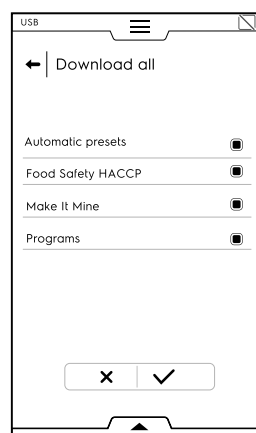 USB
Download all
Automatic presets
Food Safety HACCP
Make It Mine
Programs